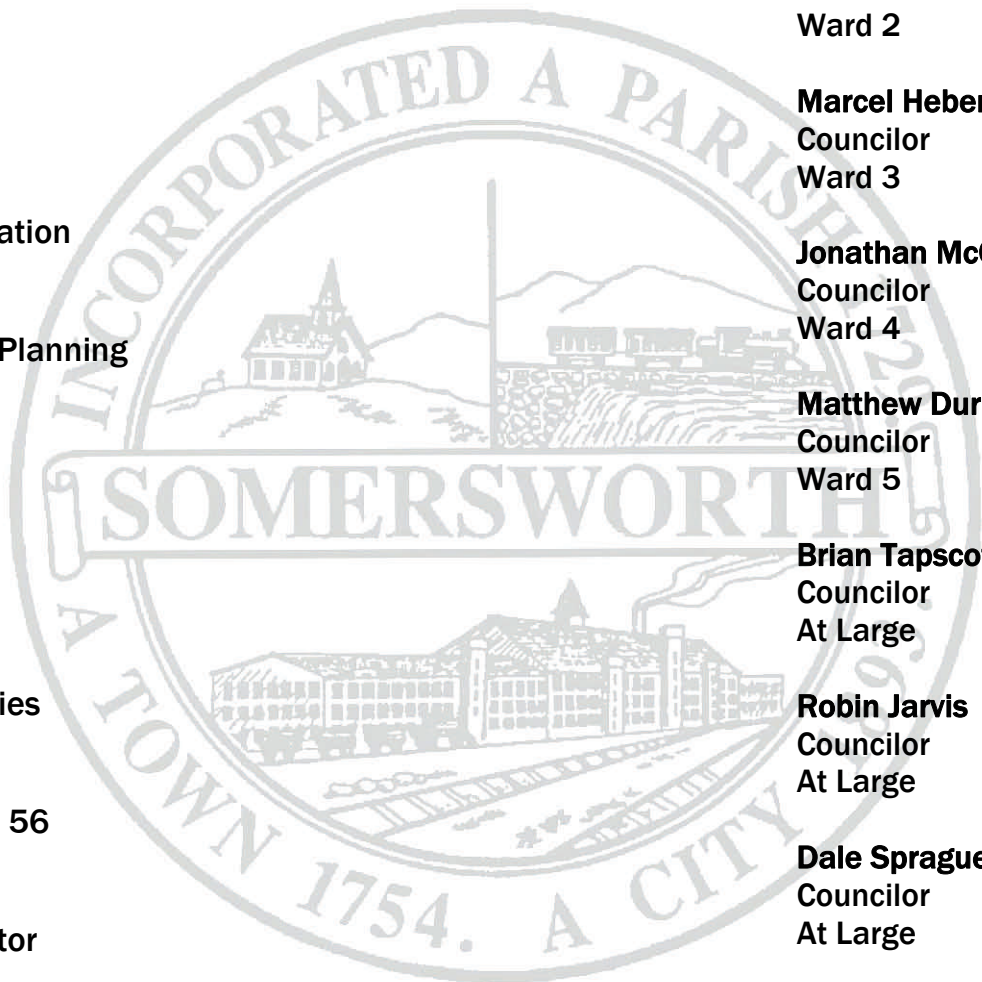 ation
Planning
ies
56
tor
Ward 2
Marcel Heber
Councilor
Ward 3
Jonathan Mc
Councilor
Ward 4
Matthew Dur
Councilor
Ward 5
Brian Tapsco
Councilor
At Large
Robin Jarvis
Councilor
At Large
Dale Sprague
Councilor
At Large
INCORPORATED A PARISH 1729.
SOMERSWORTH
A TOWN 1754. A CITY 1893.